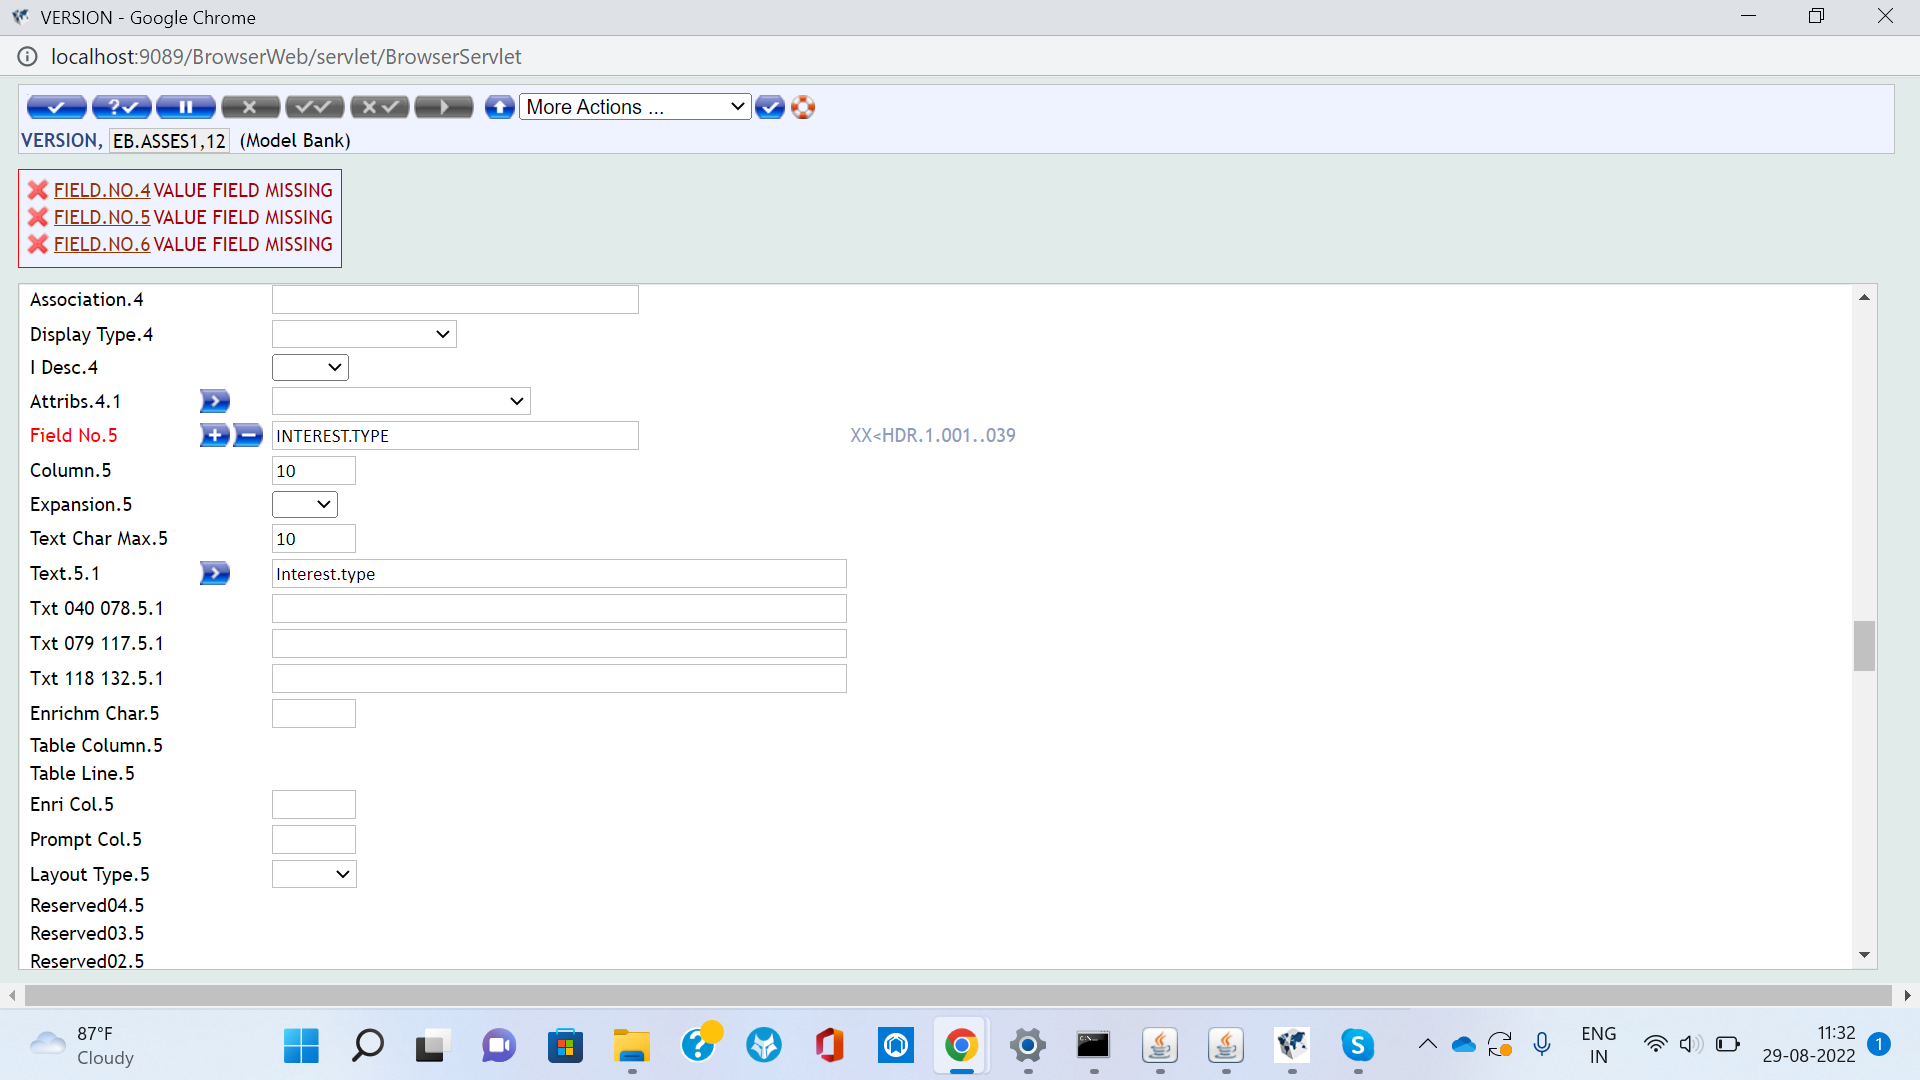 VERSION - Google Chrome
localhost:9089/BrowserWeb/servlet/BrowserServlet
More Actions ...
VERSION, EB.ASSES1,12 (Model Bank)
FIELD.NO.4 VALUE FIELD MISSING
FIELD.NO.5 VALUE FIELD MISSING
FIELD.NO.6 VALUE FIELD MISSING
Association.4
Display Type.4
I Desc.4
Attribs.4.1
Field No.5 INTEREST.TYPE XX<HDR.1.001..039
Column.5 10
Expansion.5
Text Char Max.5 10
Text.5.1 Interest.type
Txt 040 078.5.1
Txt 079 117.5.1
Txt 118 132.5.1
Enrichm Char.5
Table Column.5
Table Line.5
Enri Col.5
Prompt Col.5
Layout Type.5
Reserved04.5
Reserved03.5
Reserved02.5
87°F
Cloudy
ENG
IN
11:32
29-08-2022
1